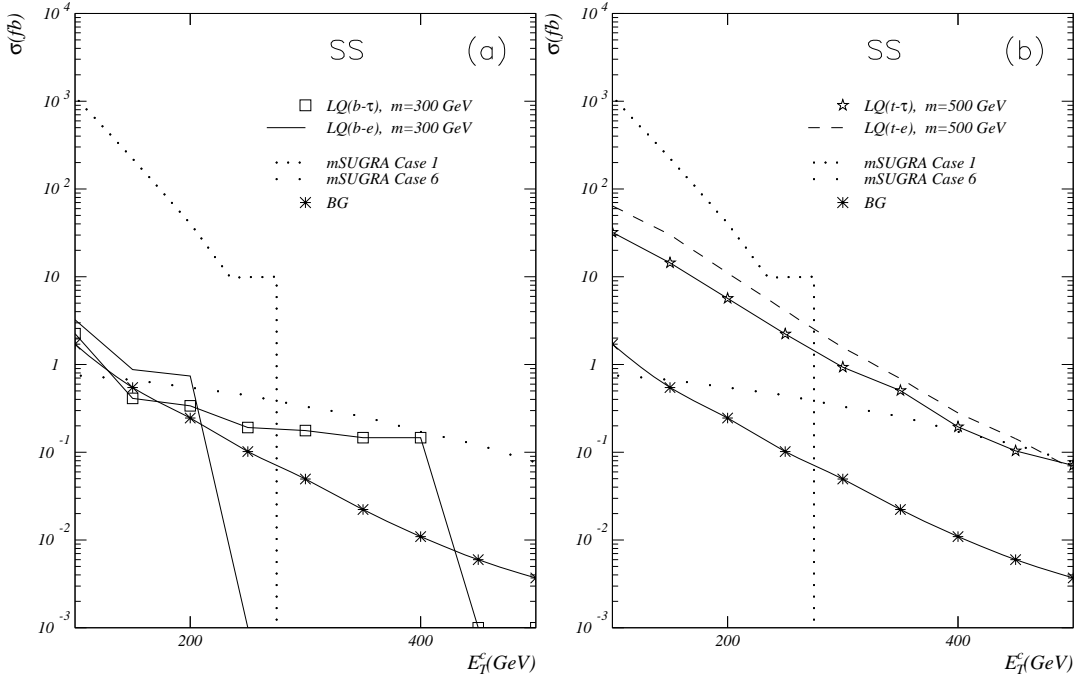 σ(fb)
10^4
10^3
10^2
10
1
10^-1
10^-2
10^-3
SS (a)
LQ(b-τ), m=300 GeV
LQ(b-e), m=300 GeV
mSUGRA Case 1
mSUGRA Case 6
BG
200 400
E_T^c(GeV)
σ(fb)
10^4
10^3
10^2
10
1
10^-1
10^-2
10^-3
SS (b)
LQ(t-τ), m=500 GeV
LQ(t-e), m=500 GeV
mSUGRA Case 1
mSUGRA Case 6
BG
200 400
E_T^c(GeV)